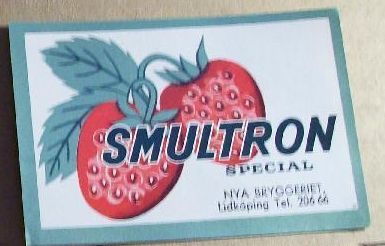 SMULTRON
SPECIAL
NYA BRYGGERIET,
Lidköping Tel. 206 66